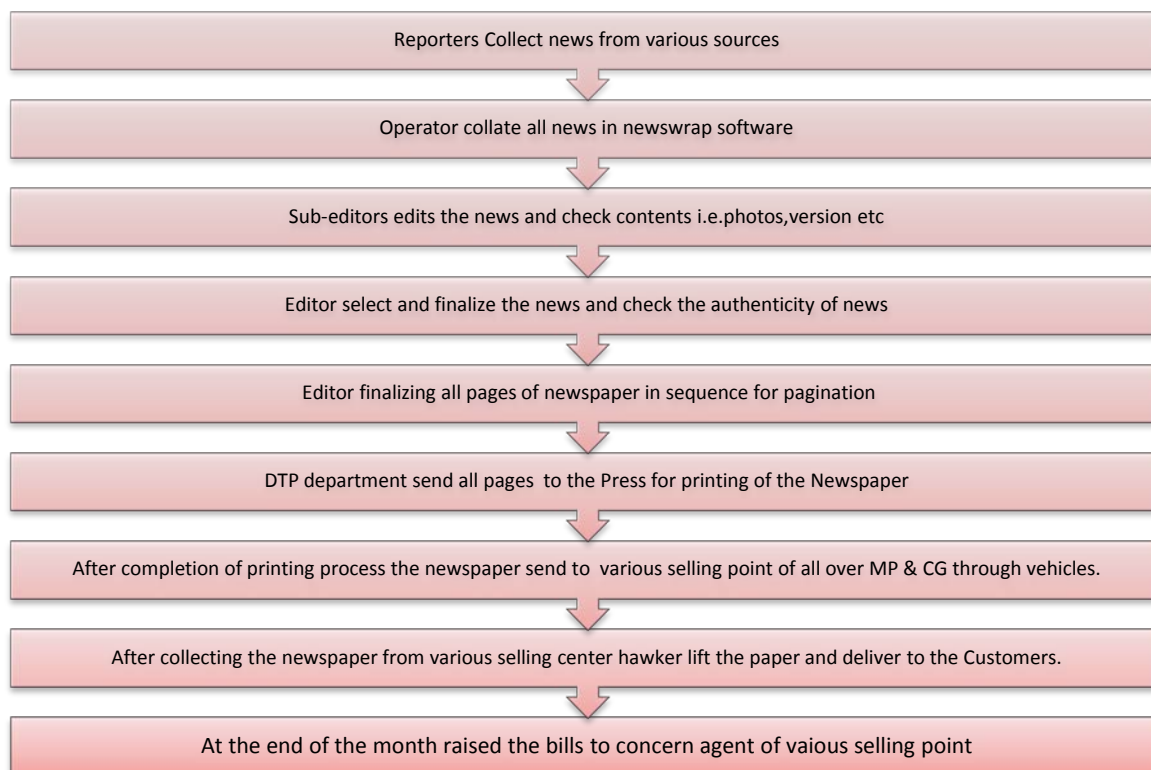 Reporters Collect news from various sources
Operator collate all news in newswrap software
Sub-editors edits the news and check contents i.e.photos,version etc
Editor select and finalize the news and check the authenticity of news
Editor finalizing all pages of newspaper in sequence for pagination
DTP department send all pages to the Press for printing of the Newspaper
After completion of printing process the newspaper send to various selling point of all over MP & CG through vehicles.
After collecting the newspaper from various selling center hawker lift the paper and deliver to the Customers.
At the end of the month raised the bills to concern agent of vaious selling point